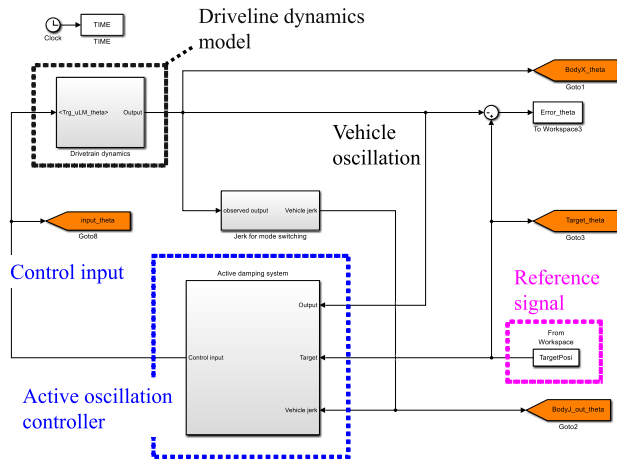 Driveline dynamics
model
TIME
Clock
TIME
BodyX_theta
Goto1
<Trg_uLM_theta>
Output
Drivetrain dynamics
Error_theta
To Workspace3
Vehicle
oscillation
input_theta
Goto8
observed output
Vehicle jerk
Jerk for mode switching
Target_theta
Goto3
Control input
Active damping system
Reference
signal
Output
From
Workspace
Control input
Target
TargetPosi
Active oscillation
controller
Vehicle jerk
BodyJ_out_theta
Goto2